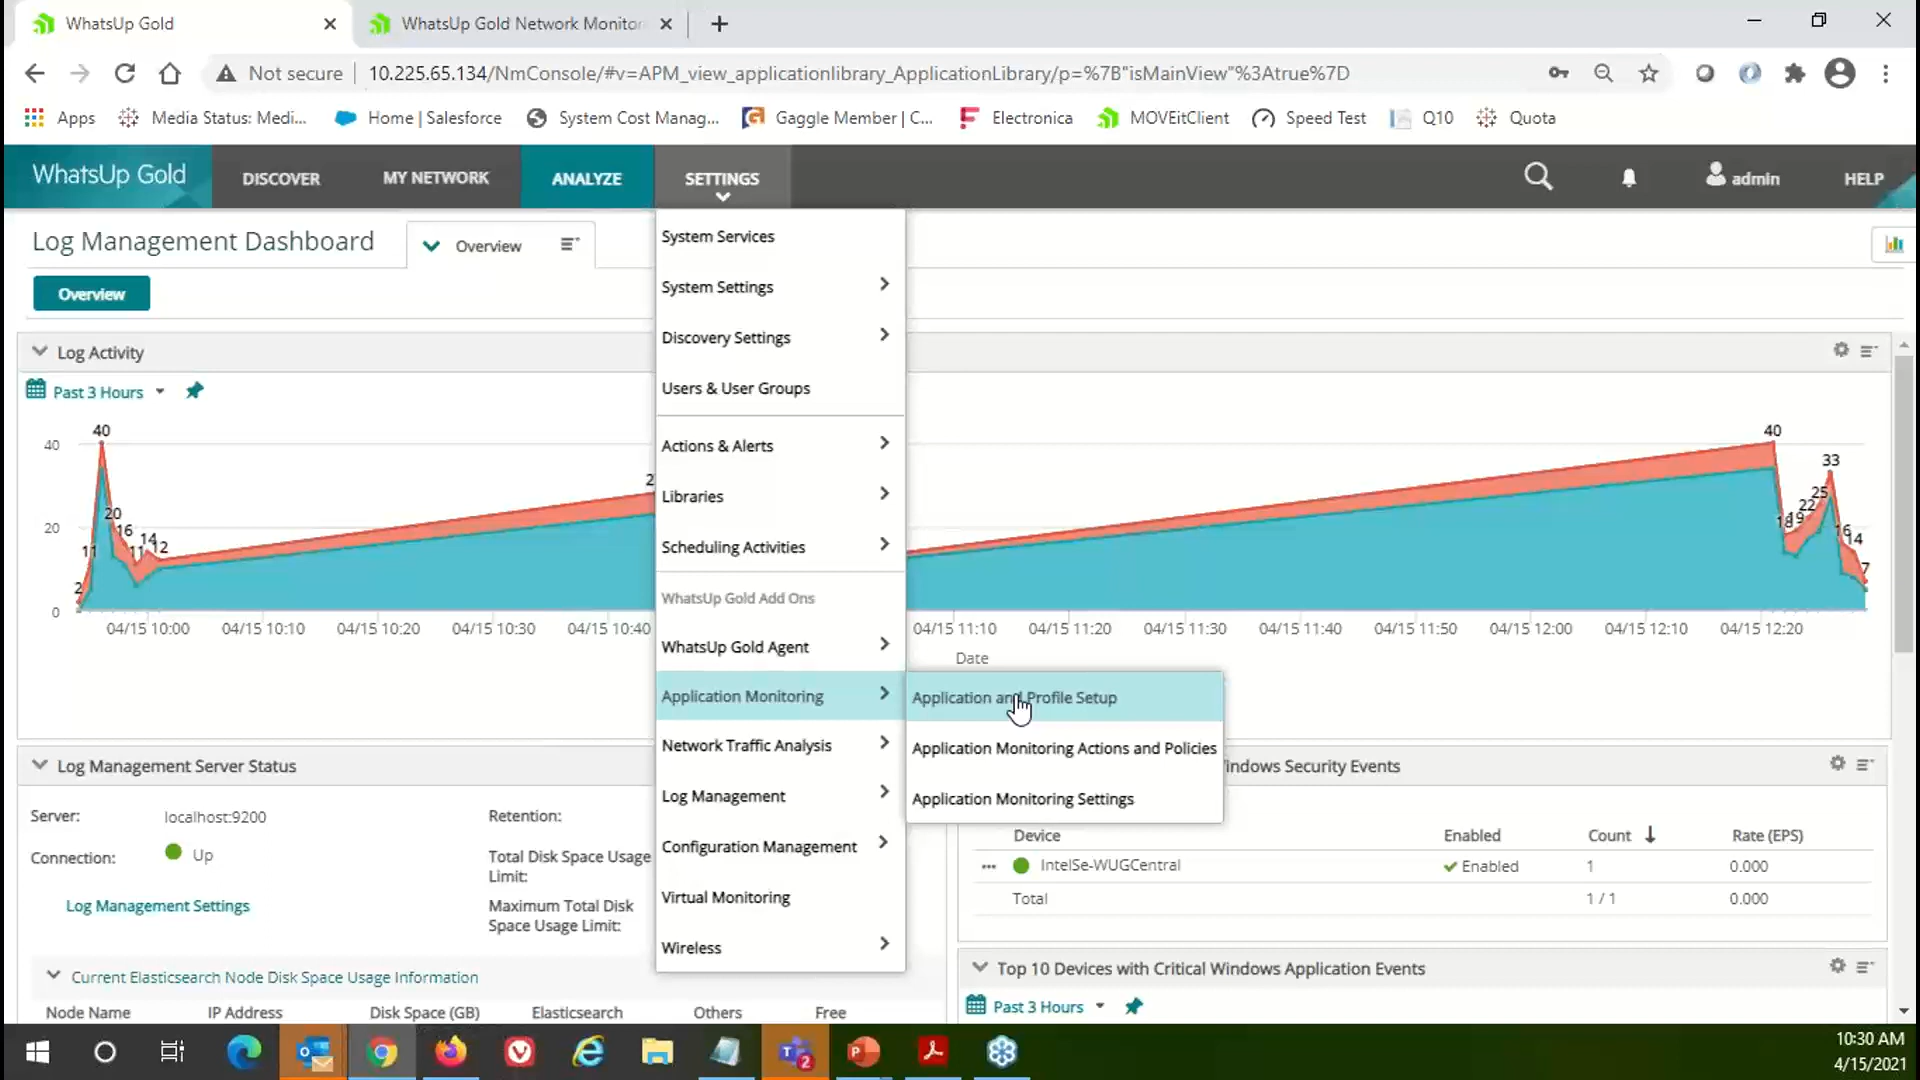 WhatsUp Gold
WhatsUp Gold Network Monitor
Not secure
10.225.65.134/NmConsole/#v=APM_view_applicationlibrary_ApplicationLibrary/p=%7B"isMainView"%3Atrue%7D
Apps
Media Status: Medi...
Home | Salesforce
System Cost Manag...
Gaggle Member | C...
Electronica
MOVEitClient
Speed Test
Q10
Quota
WhatsUp Gold
DISCOVER
MY NETWORK
ANALYZE
SETTINGS
admin
HELP
Log Management Dashboard
Overview
Overview
System Services
System Settings
Discovery Settings
Users & User Groups
Actions & Alerts
Libraries
Scheduling Activities
WhatsUp Gold Add Ons
WhatsUp Gold Agent
Application Monitoring
Network Traffic Analysis
Log Management
Configuration Management
Virtual Monitoring
Wireless
Application and Profile Setup
Application Monitoring Actions and Policies
Application Monitoring Settings
Log Activity
Past 3 Hours
40
20
0
2
11
40
20
16
11
14
12
2
40
18
19
22
25
33
16
14
7
04/15 10:00
04/15 10:10
04/15 10:20
04/15 10:30
04/15 10:40
04/15 11:10
04/15 11:20
04/15 11:30
04/15 11:40
04/15 11:50
04/15 12:00
04/15 12:10
04/15 12:20
Date
Log Management Server Status
Server:
localhost:9200
Connection:
Up
Log Management Settings
Retention:
Total Disk Space Usage
Limit:
Maximum Total Disk
Space Usage Limit:
Current Elasticsearch Node Disk Space Usage Information
Node Name
IP Address
Disk Space (GB)
Elasticsearch
Others
Free
Windows Security Events
Device
Enabled
Count
Rate (EPS)
IntelSe-WUGCentral
Enabled
1
0.000
Total
1 / 1
0.000
Top 10 Devices with Critical Windows Application Events
Past 3 Hours
2
10:30 AM
4/15/2021